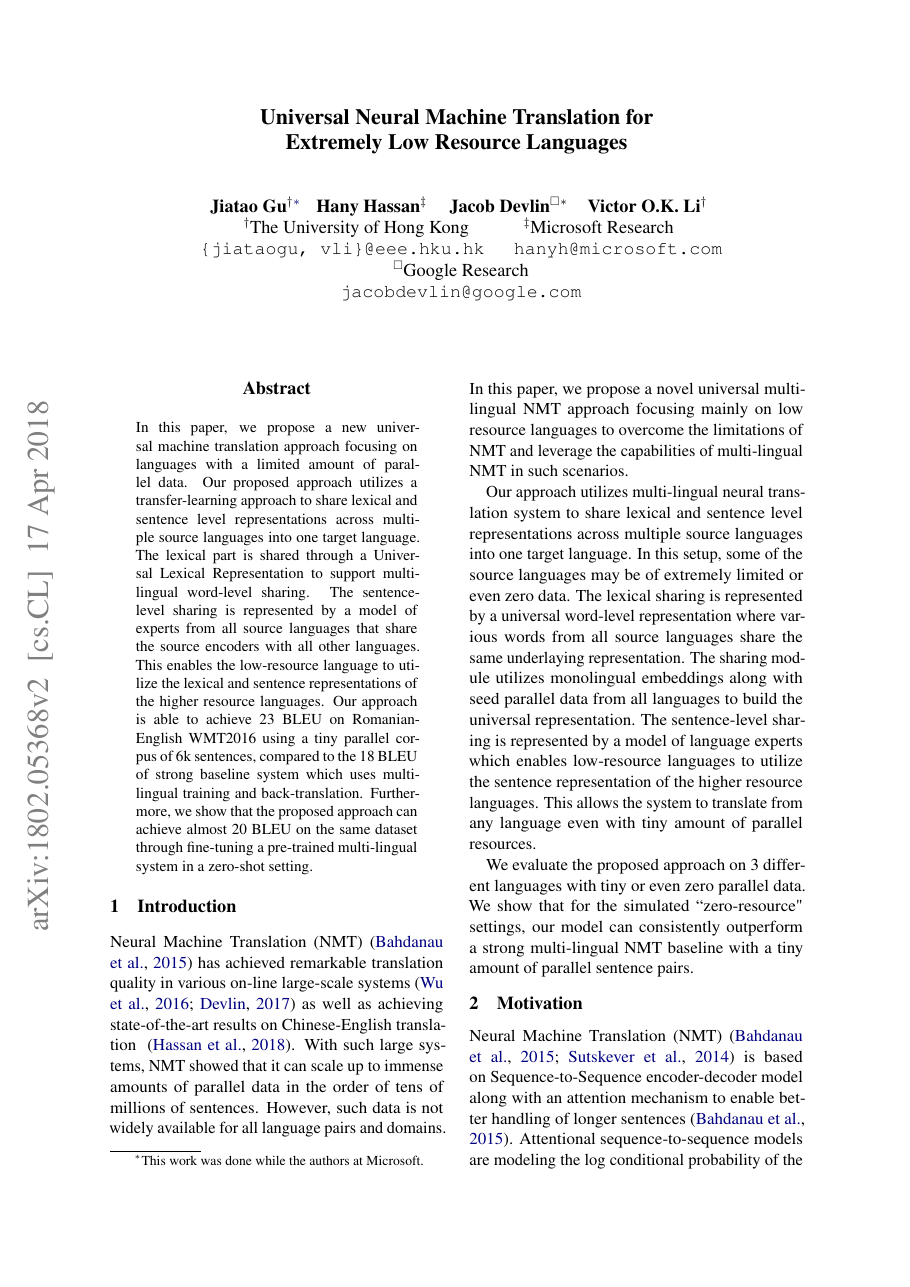 Universal Neural Machine Translation for
Extremely Low Resource Languages
Jiatao Gu†∗ Hany Hassan‡ Jacob Devlin□∗ Victor O.K. Li†
†The University of Hong Kong ‡Microsoft Research
{jiataogu, vli}@eee.hku.hk hanyh@microsoft.com
□Google Research
jacobdevlin@google.com
arXiv:1802.05368v2 [cs.CL] 17 Apr 2018
Abstract
In this paper, we propose a new univer-
sal machine translation approach focusing on
languages with a limited amount of paral-
lel data. Our proposed approach utilizes a
transfer-learning approach to share lexical and
sentence level representations across multi-
ple source languages into one target language.
The lexical part is shared through a Univer-
sal Lexical Representation to support multi-
lingual word-level sharing. The sentence-
level sharing is represented by a model of
experts from all source languages that share
the source encoders with all other languages.
This enables the low-resource language to uti-
lize the lexical and sentence representations of
the higher resource languages. Our approach
is able to achieve 23 BLEU on Romanian-
English WMT2016 using a tiny parallel cor-
pus of 6k sentences, compared to the 18 BLEU
of strong baseline system which uses multi-
lingual training and back-translation. Further-
more, we show that the proposed approach can
achieve almost 20 BLEU on the same dataset
through fine-tuning a pre-trained multi-lingual
system in a zero-shot setting.
1 Introduction
Neural Machine Translation (NMT) (Bahdanau
et al., 2015) has achieved remarkable translation
quality in various on-line large-scale systems (Wu
et al., 2016; Devlin, 2017) as well as achieving
state-of-the-art results on Chinese-English transla-
tion (Hassan et al., 2018). With such large sys-
tems, NMT showed that it can scale up to immense
amounts of parallel data in the order of tens of
millions of sentences. However, such data is not
widely available for all language pairs and domains.
∗This work was done while the authors at Microsoft.
In this paper, we propose a novel universal multi-
lingual NMT approach focusing mainly on low
resource languages to overcome the limitations of
NMT and leverage the capabilities of multi-lingual
NMT in such scenarios.
Our approach utilizes multi-lingual neural trans-
lation system to share lexical and sentence level
representations across multiple source languages
into one target language. In this setup, some of the
source languages may be of extremely limited or
even zero data. The lexical sharing is represented
by a universal word-level representation where var-
ious words from all source languages share the
same underlaying representation. The sharing mod-
ule utilizes monolingual embeddings along with
seed parallel data from all languages to build the
universal representation. The sentence-level shar-
ing is represented by a model of language experts
which enables low-resource languages to utilize
the sentence representation of the higher resource
languages. This allows the system to translate from
any language even with tiny amount of parallel
resources.
We evaluate the proposed approach on 3 differ-
ent languages with tiny or even zero parallel data.
We show that for the simulated “zero-resource"
settings, our model can consistently outperform
a strong multi-lingual NMT baseline with a tiny
amount of parallel sentence pairs.
2 Motivation
Neural Machine Translation (NMT) (Bahdanau
et al., 2015; Sutskever et al., 2014) is based
on Sequence-to-Sequence encoder-decoder model
along with an attention mechanism to enable bet-
ter handling of longer sentences (Bahdanau et al.,
2015). Attentional sequence-to-sequence models
are modeling the log conditional probability of the